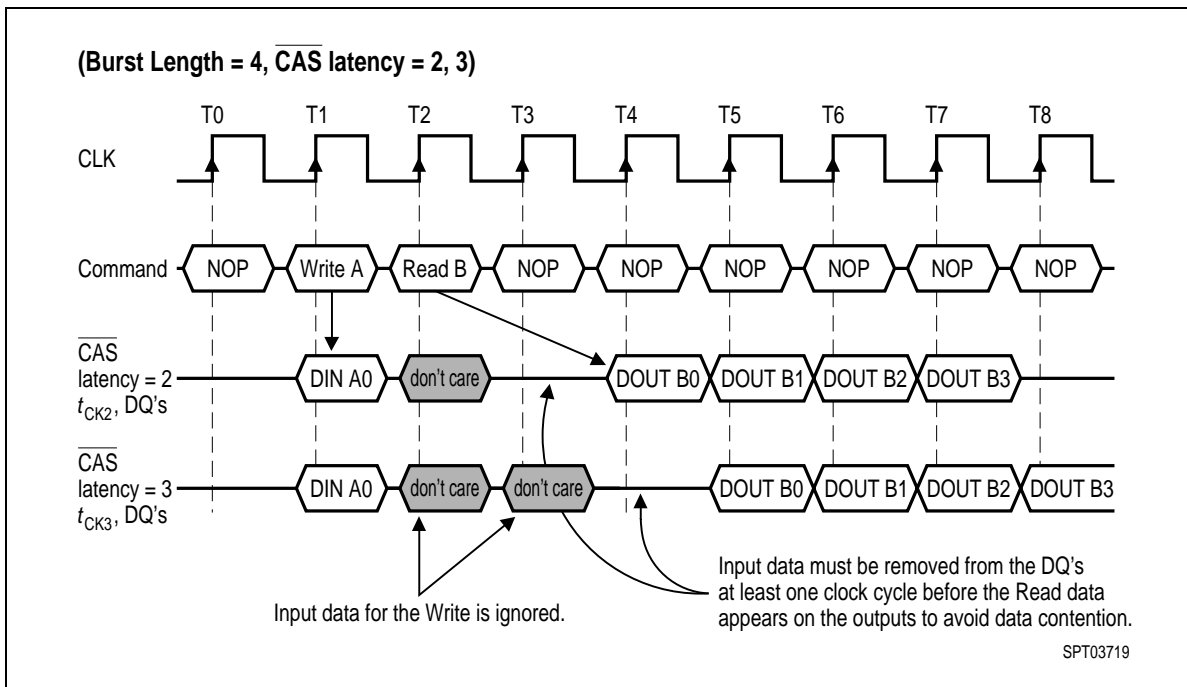 (Burst Length = 4, CAS latency = 2, 3)
T0 T1 T2 T3 T4 T5 T6 T7 T8
CLK
Command NOP Write A Read B NOP NOP NOP NOP NOP NOP
CAS
latency = 2
tCK2, DQ's
DIN A0 don't care DOUT B0 DOUT B1 DOUT B2 DOUT B3
CAS
latency = 3
tCK3, DQ's
DIN A0 don't care don't care DOUT B0 DOUT B1 DOUT B2 DOUT B3
Input data for the Write is ignored.
Input data must be removed from the DQ's
at least one clock cycle before the Read data
appears on the outputs to avoid data contention.
SPT03719